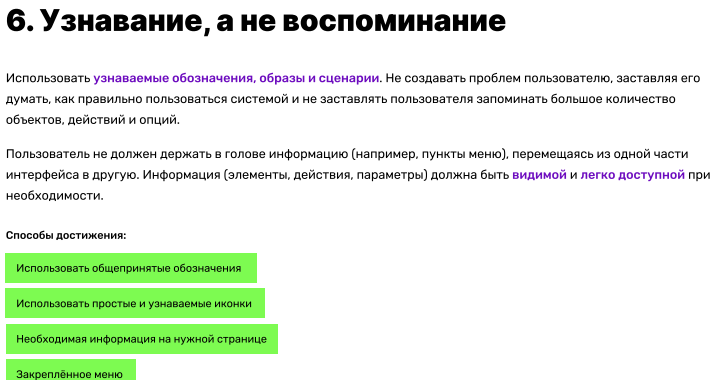 6. Узнавание, а не воспоминание
Использовать узнаваемые обозначения, образы и сценарии. Не создавать проблем пользователю, заставляя его
думать, как правильно пользоваться системой и не заставлять пользователя запоминать большое количество
объектов, действий и опций.
Пользователь не должен держать в голове информацию (например, пункты меню), перемещаясь из одной части
интерфейса в другую. Информация (элементы, действия, параметры) должна быть видимой и легко доступной при
необходимости.
Способы достижения:
Использовать общепринятые обозначения
Использовать простые и узнаваемые иконки
Необходимая информация на нужной странице
Закреплённое меню